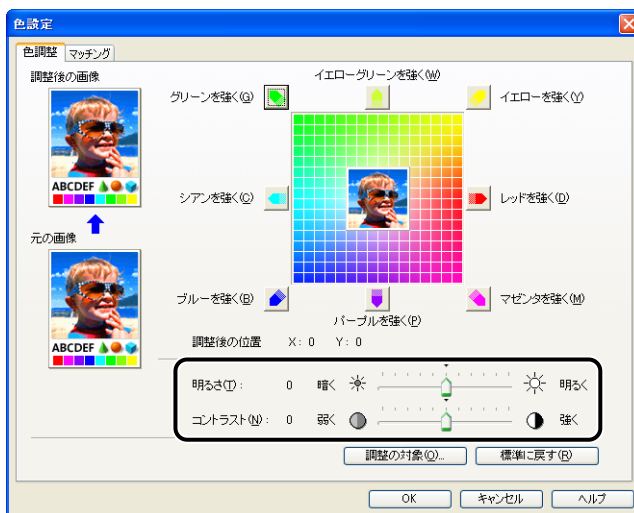 色設定
色調整 マッチング
調整後の画像
ABCDEF
元の画像
ABCDEF
イエローグリーンを強く(W)
グリーンを強く(G)
イエローを強く(Y)
シアンを強く(C)
レッドを強く(D)
ブルーを強く(B)
マゼンタを強く(M)
パープルを強く(P)
調整後の位置 X: 0 Y: 0
明るさ(T): 0 暗く 明るく
コントラスト(N): 0 弱く 強く
調整の対象(O)... 標準に戻す(R)
OK キャンセル ヘルプ